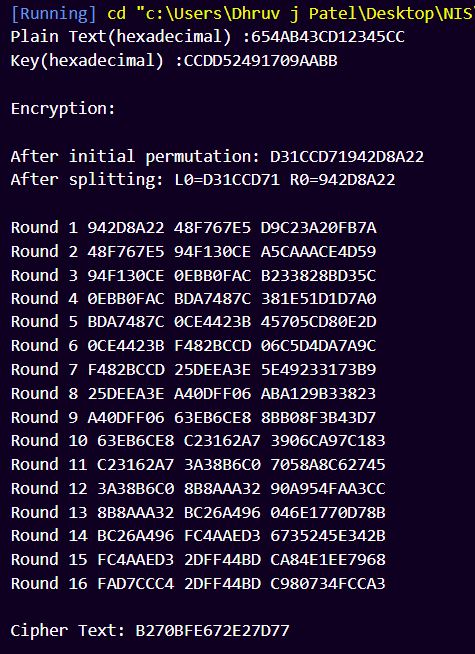 [Running] cd "c:\Users\Dhruv j Patel\Desktop\NIS\
Plain Text(hexadecimal) :654AB43CD12345CC
Key(hexadecimal) :CCDD52491709AABB
Encryption:
After initial permutation: D31CCD71942D8A22
After splitting: L0=D31CCD71 R0=942D8A22
Round 1 942D8A22 48F767E5 D9C23A20FB7A
Round 2 48F767E5 94F130CE A5CAAACE4D59
Round 3 94F130CE 0EBB0FAC B233828BD35C
Round 4 0EBB0FAC BDA7487C 381E51D1D7A0
Round 5 BDA7487C 0CE4423B 45705CD80E2D
Round 6 0CE4423B F482BCCD 06C5D4DA7A9C
Round 7 F482BCCD 25DEEA3E 5E49233173B9
Round 8 25DEEA3E A40DFF06 ABA129B33823
Round 9 A40DFF06 63EB6CE8 8BB08F3B43D7
Round 10 63EB6CE8 C23162A7 3906CA97C183
Round 11 C23162A7 3A38B6C0 7058A8C62745
Round 12 3A38B6C0 8B8AAA32 90A954FAA3CC
Round 13 8B8AAA32 BC26A496 046E1770D78B
Round 14 BC26A496 FC4AAED3 6735245E342B
Round 15 FC4AAED3 2DFF44BD CA84E1EE7968
Round 16 FAD7CCC4 2DFF44BD C980734FCCA3
Cipher Text: B270BFE672E27D77